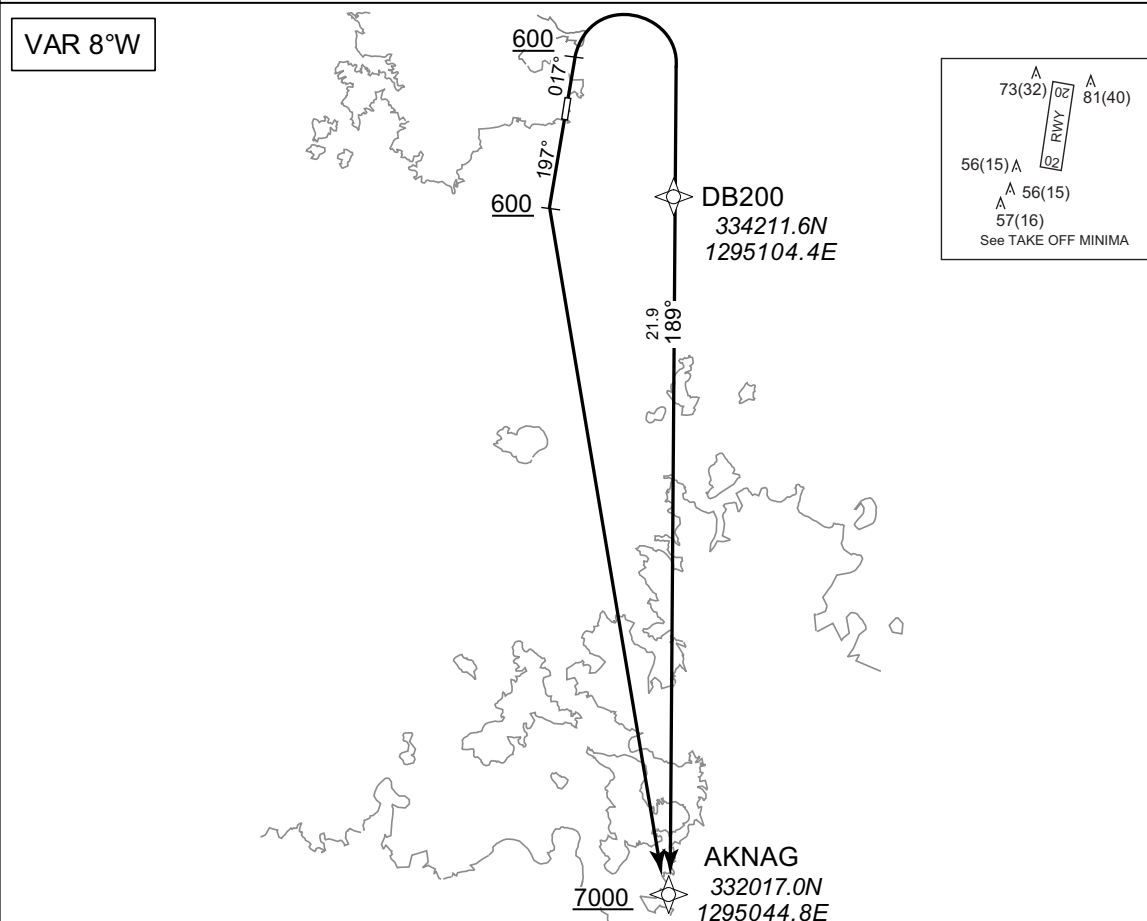 VAR 8°W
600
017°
197°
600
DB200
334211.6N
1295104.4E
21.9
189°
AKNAG
332017.0N
1295044.8E
7000
73(32)
81(40)
20
RWY
02
56(15)
56(15)
57(16)
See TAKE OFF MINIMA